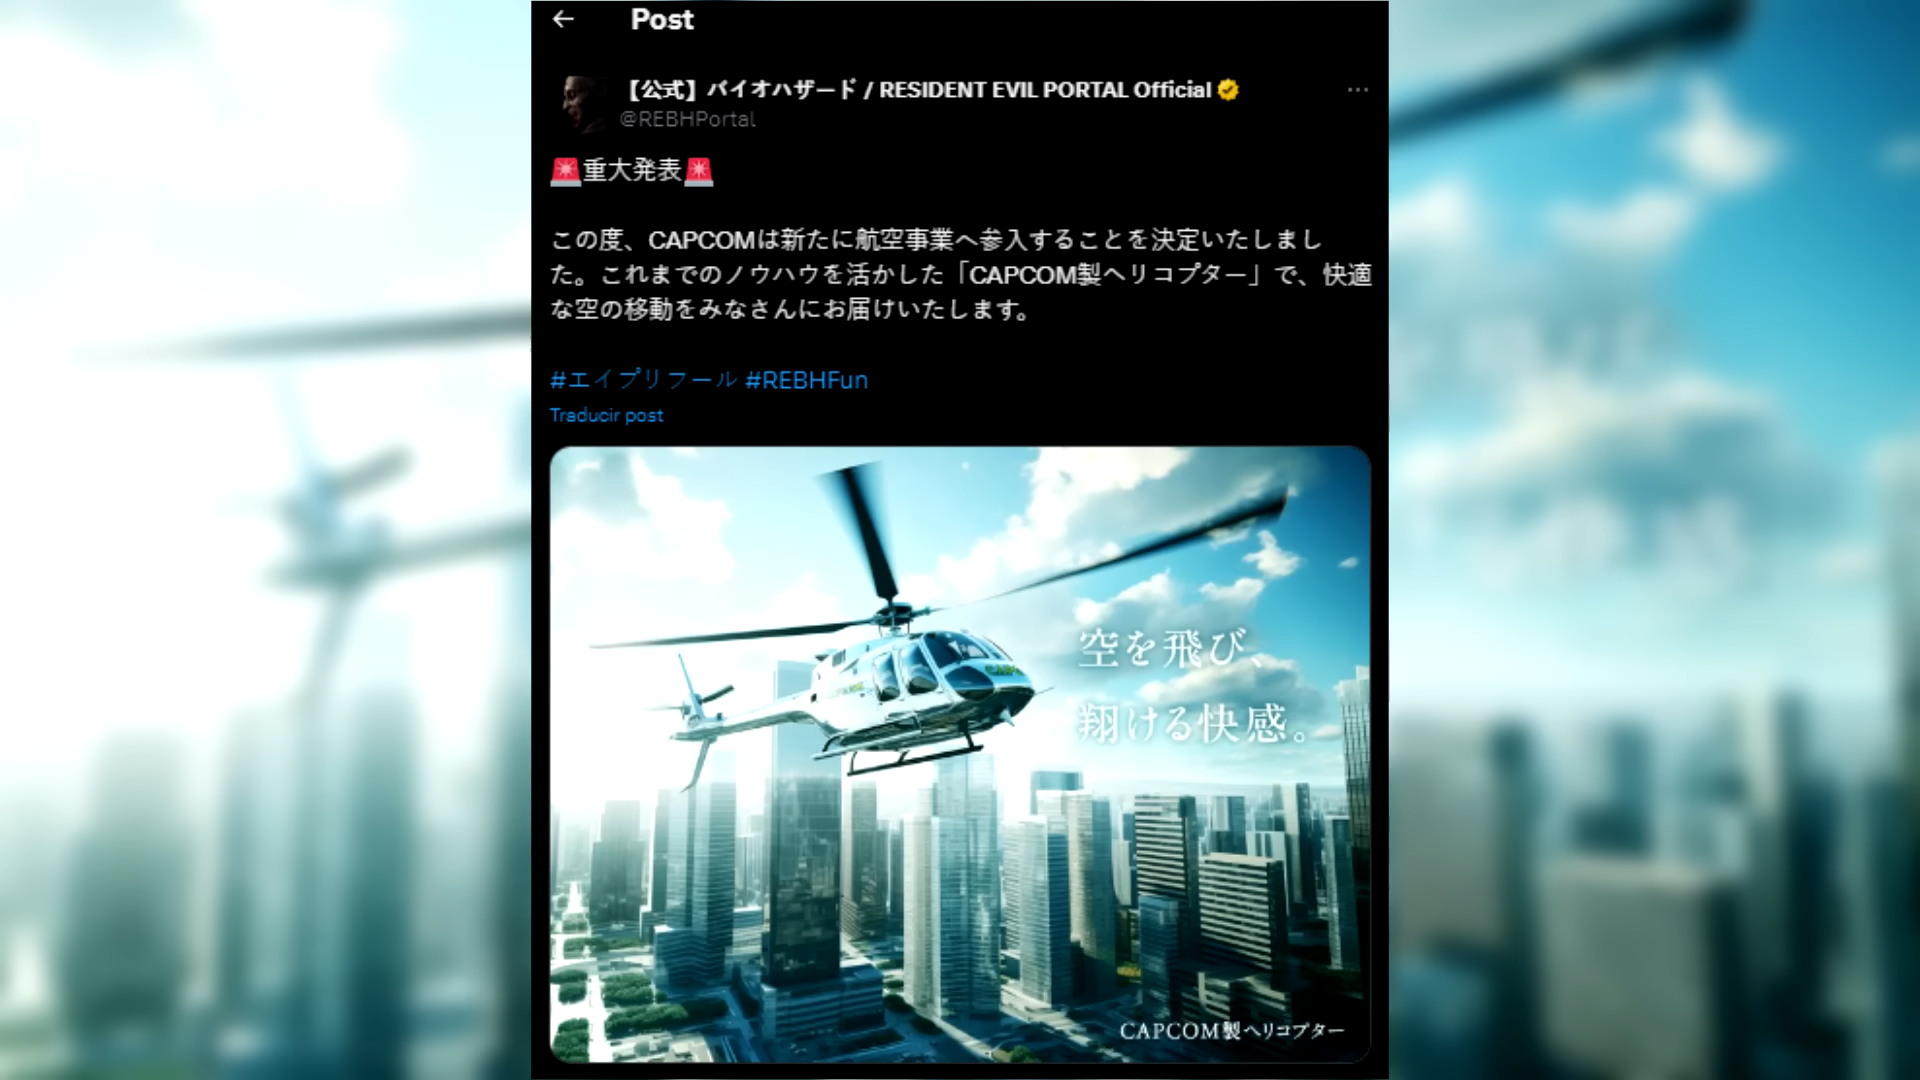 Post
【公式】バイオハザード / RESIDENT EVIL PORTAL Official
@REBHPortal
🚨重大発表🚨
この度、CAPCOMは新たに航空事業へ参入することを決定いたしまし
た。これまでのノウハウを活かした「CAPCOM製ヘリコプター」で、快適
な空の移動をみなさんにお届けいたします。
#エイプリフール #REBHFun
Traducir post
空を飛び、
翔ける快感。
CAPCOM製ヘリコプター